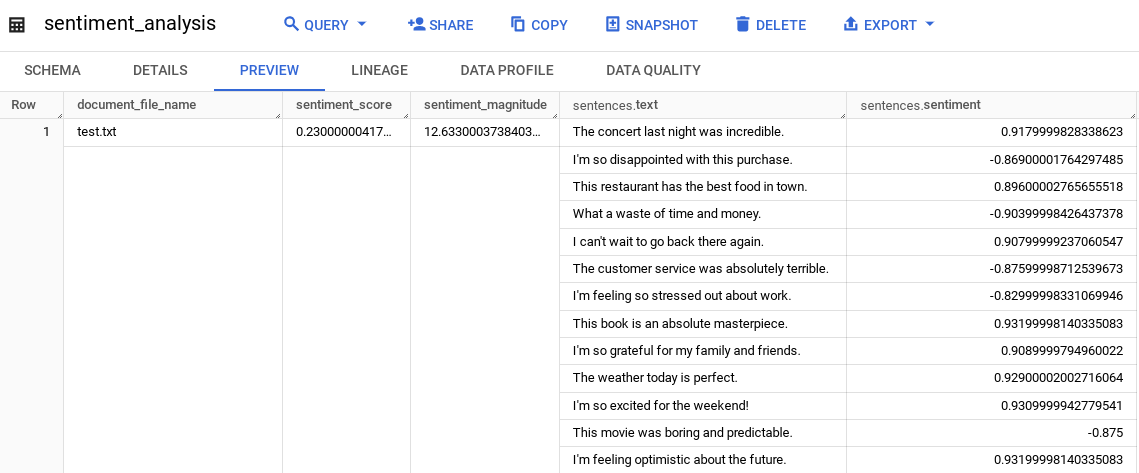 sentiment_analysis QUERY SHARE COPY SNAPSHOT DELETE EXPORT
SCHEMA DETAILS PREVIEW LINEAGE DATA PROFILE DATA QUALITY
Row document_file_name sentiment_score sentiment_magnitude sentences.text sentences.sentiment
1 test.txt 0.23000000417... 12.6330003738403... The concert last night was incredible. 0.9179999828338623
I'm so disappointed with this purchase. -0.86900001764297485
This restaurant has the best food in town. 0.89600002765655518
What a waste of time and money. -0.90399998426437378
I can't wait to go back there again. 0.90799999237060547
The customer service was absolutely terrible. -0.87599998712539673
I'm feeling so stressed out about work. -0.82999998331069946
This book is an absolute masterpiece. 0.93199998140335083
I'm so grateful for my family and friends. 0.9089999794960022
The weather today is perfect. 0.92900002002716064
I'm so excited for the weekend! 0.9309999942779541
This movie was boring and predictable. -0.875
I'm feeling optimistic about the future. 0.93199998140335083